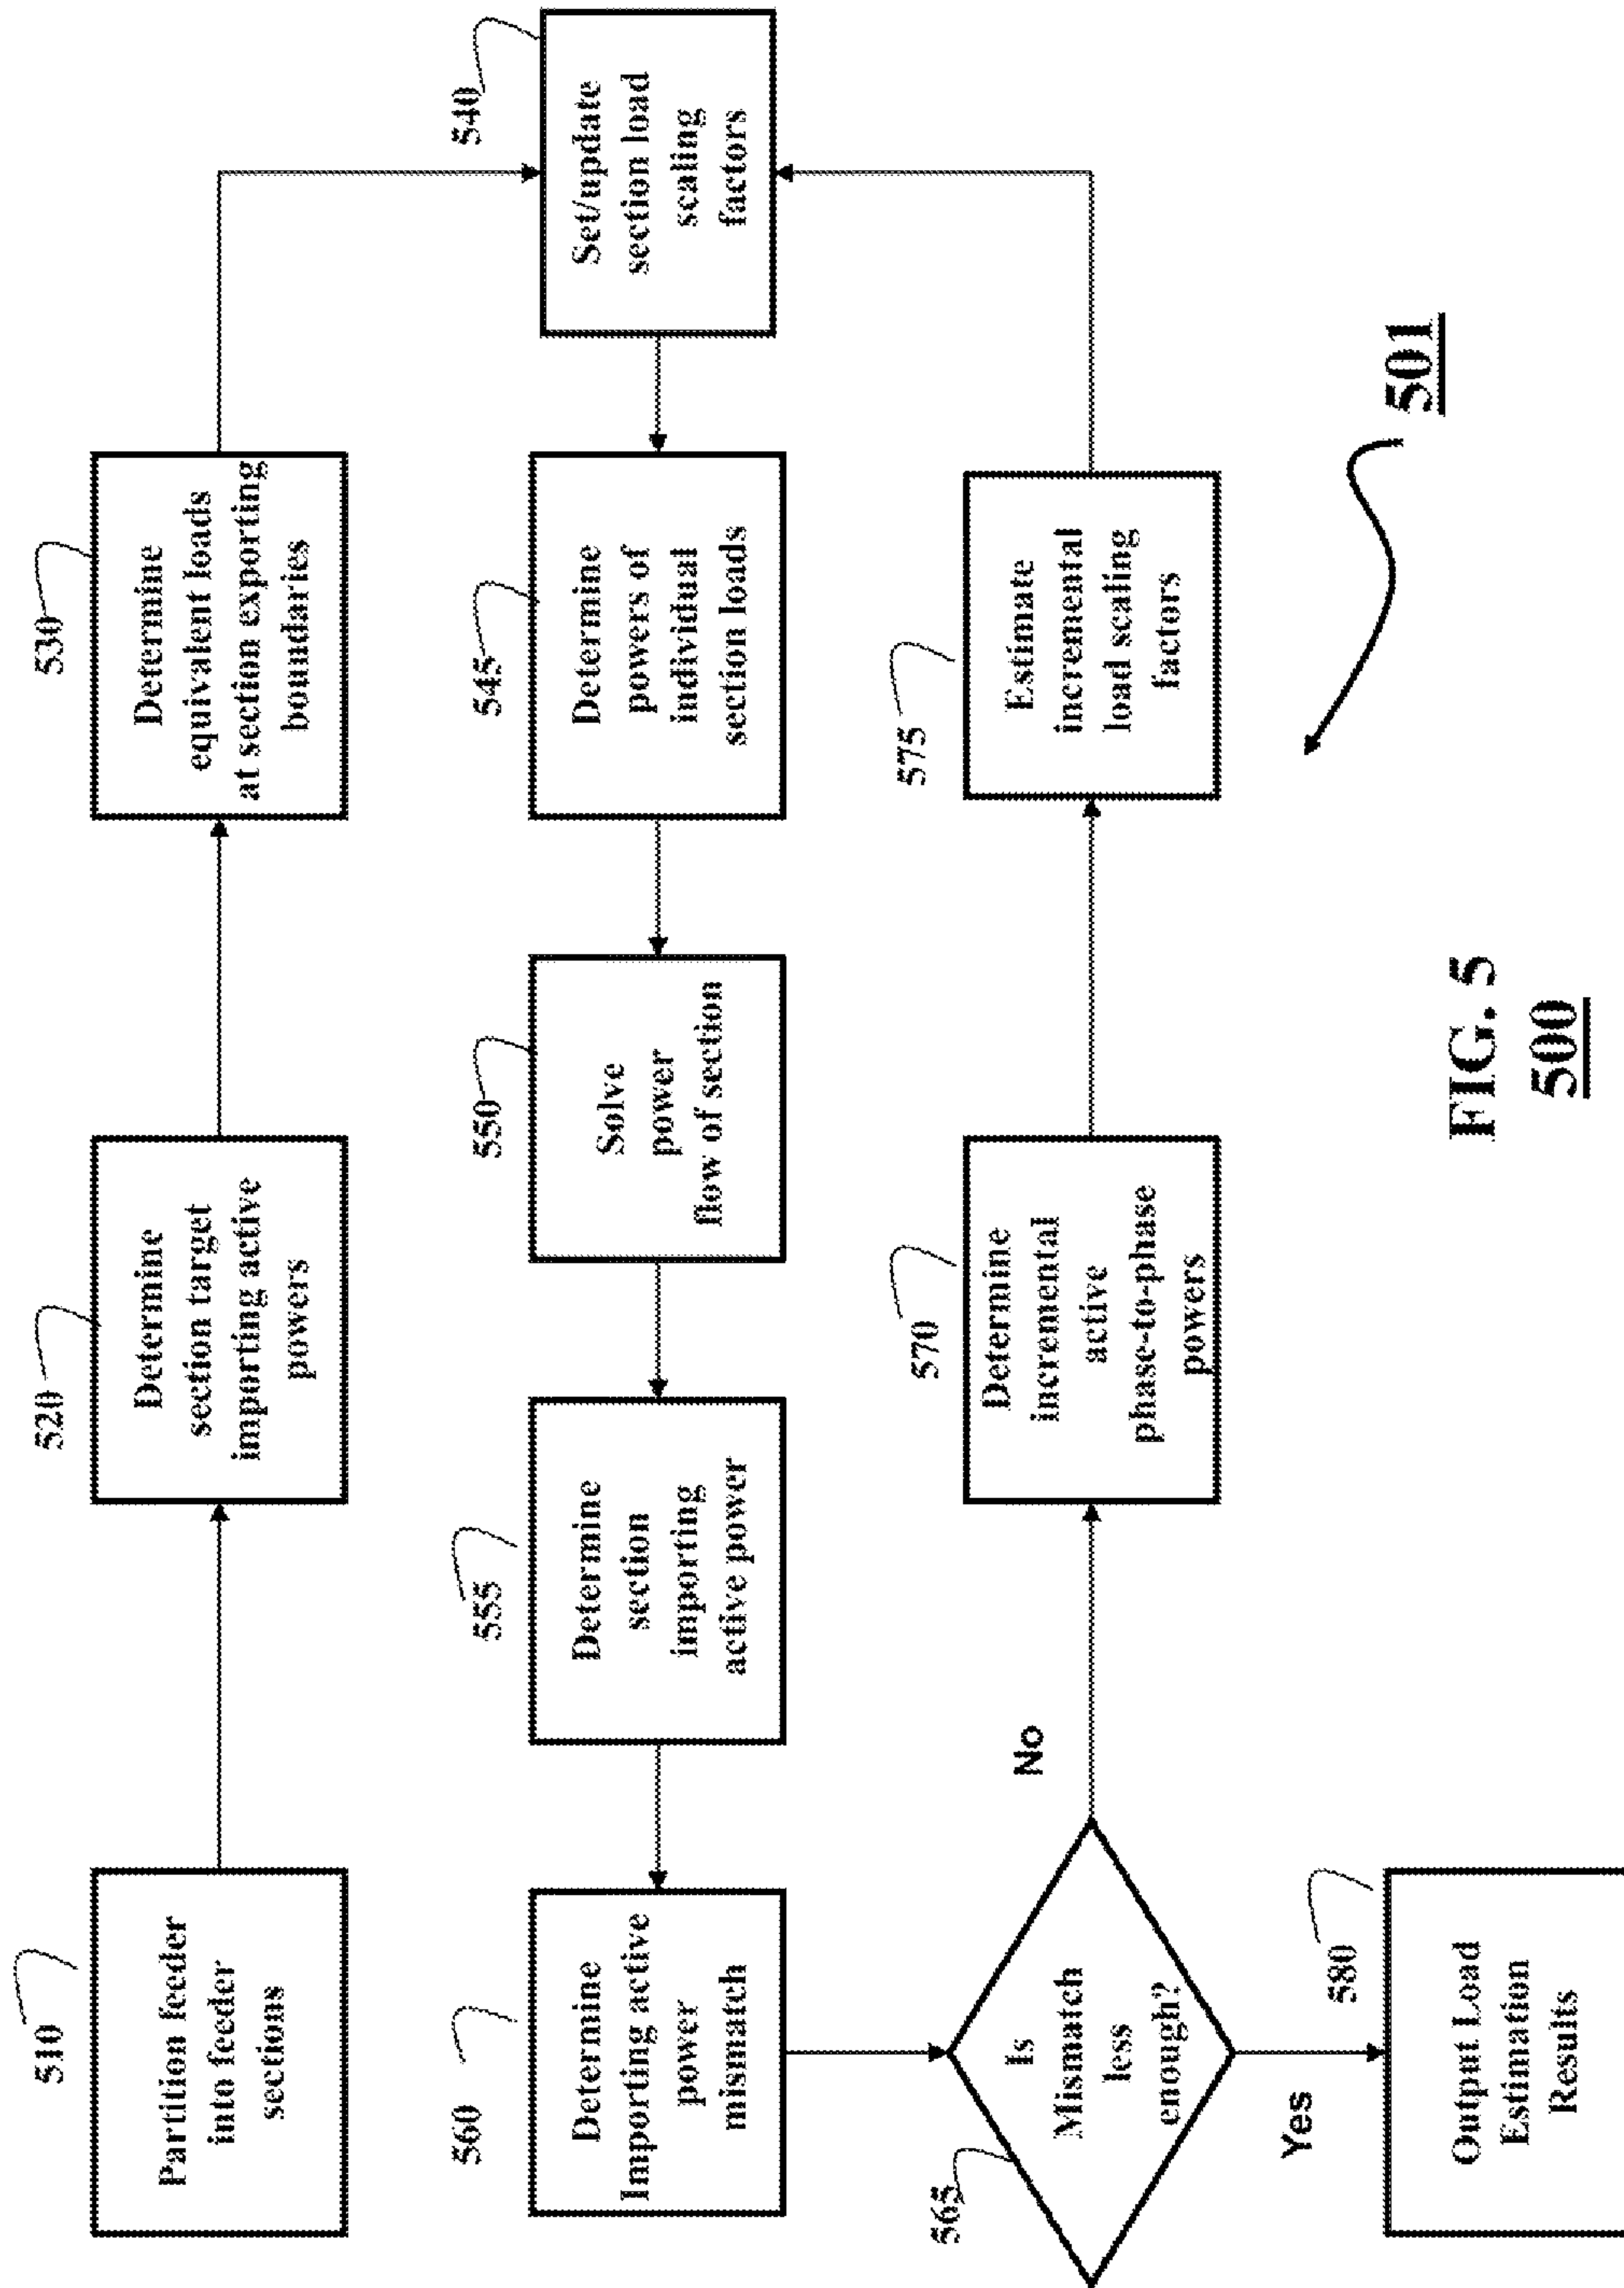 510
Partition feeder
into feeder
sections
520
Determine
section target
importing active
powers
530
Determine
equivalent loads
at section exporting
boundaries
540
Set/update
section load
scaling
factors
545
Determine
powers of
individual
section loads
550
Solve
power
flow of section
555
Determine
section
importing
active power
560
Determine
Importing active
power
mismatch
565
Is
Mismatch
less
enough?
No
Yes
570
Determine
incremental
active
phase-to-phase
powers
575
Estimate
incremental
load scaling
factors
580
Output Load
Estimation
Results
501
FIG. 5
500